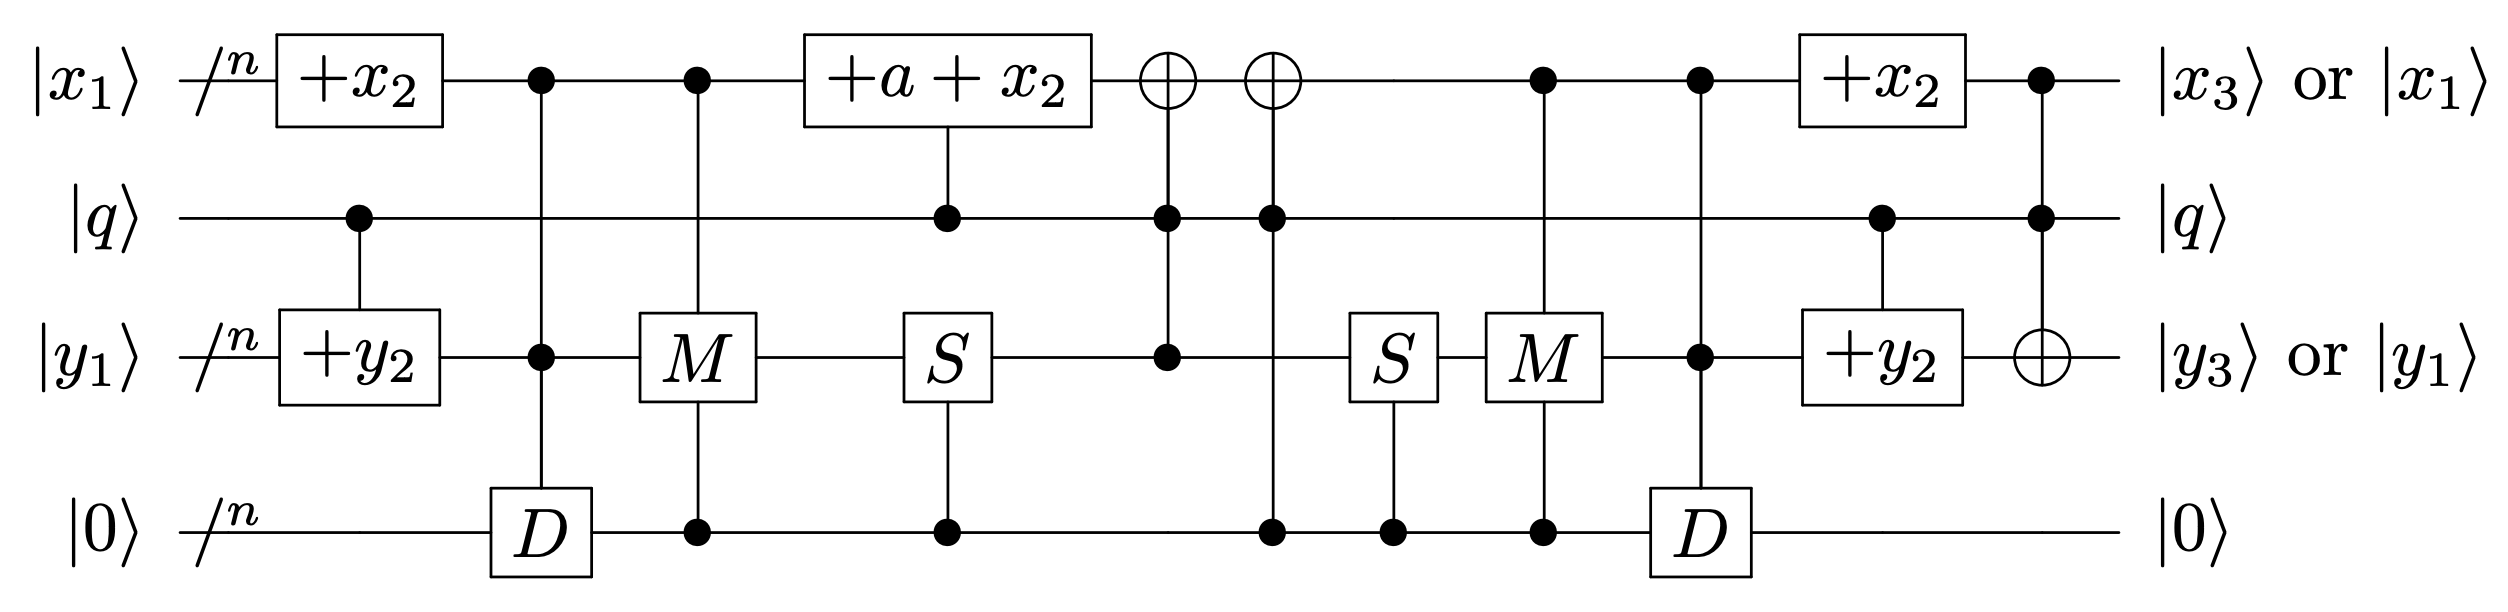 |x₁⟩ n +x₂ +a + x₂ +x₂ |x₃⟩ or |x₁⟩
|q⟩ |q⟩
|y₁⟩ n +y₂ M S S M +y₂ |y₃⟩ or |y₁⟩
|0⟩ n D D |0⟩